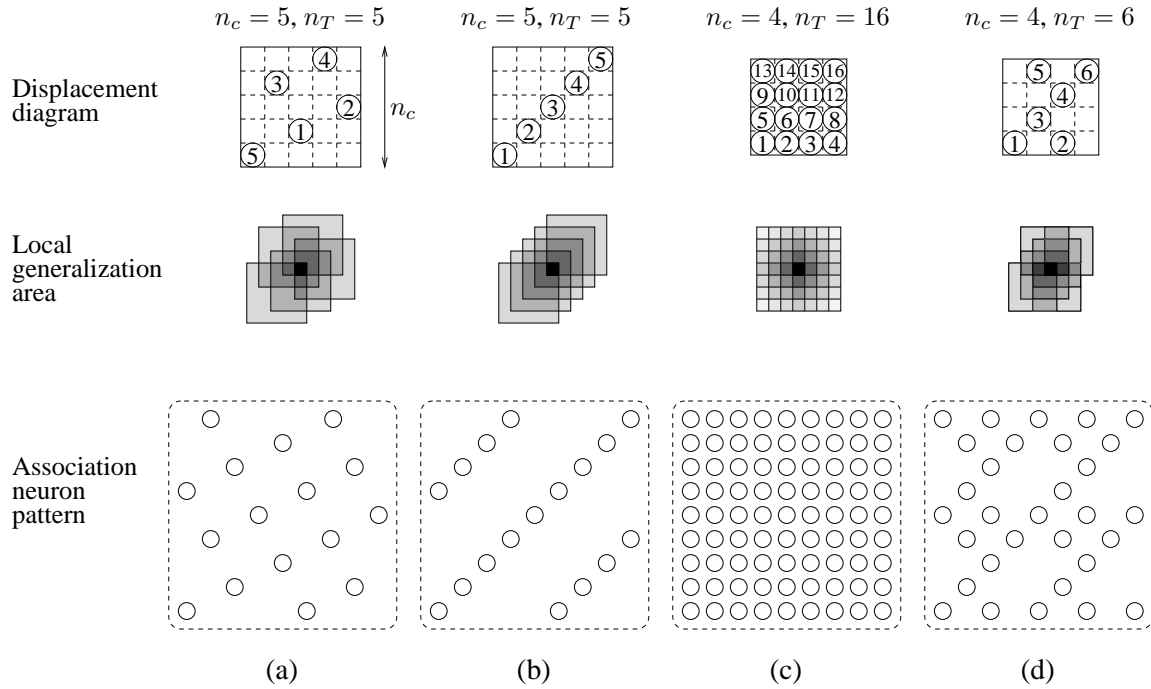 n_c = 5, n_T = 5 n_c = 5, n_T = 5 n_c = 4, n_T = 16 n_c = 4, n_T = 6
Displacement
diagram
4
3
2
1
5
n_c
5
4
3
2
1
13 14 15 16
9 10 11 12
5 6 7 8
1 2 3 4
5 6
4
3
1 2
Local
generalization
area
Association
neuron
pattern
(a) (b) (c) (d)